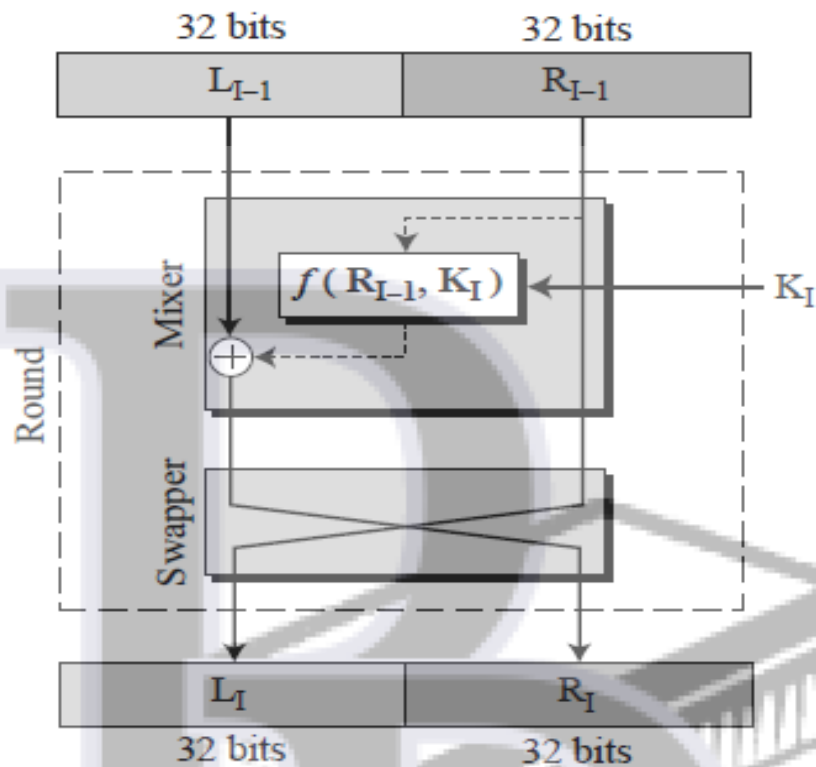 32 bits 32 bits
L_{I–1} R_{I–1}
Round
Mixer
f ( R_{I–1}, K_I )
K_I
+
Swapper
L_I R_I
32 bits 32 bits